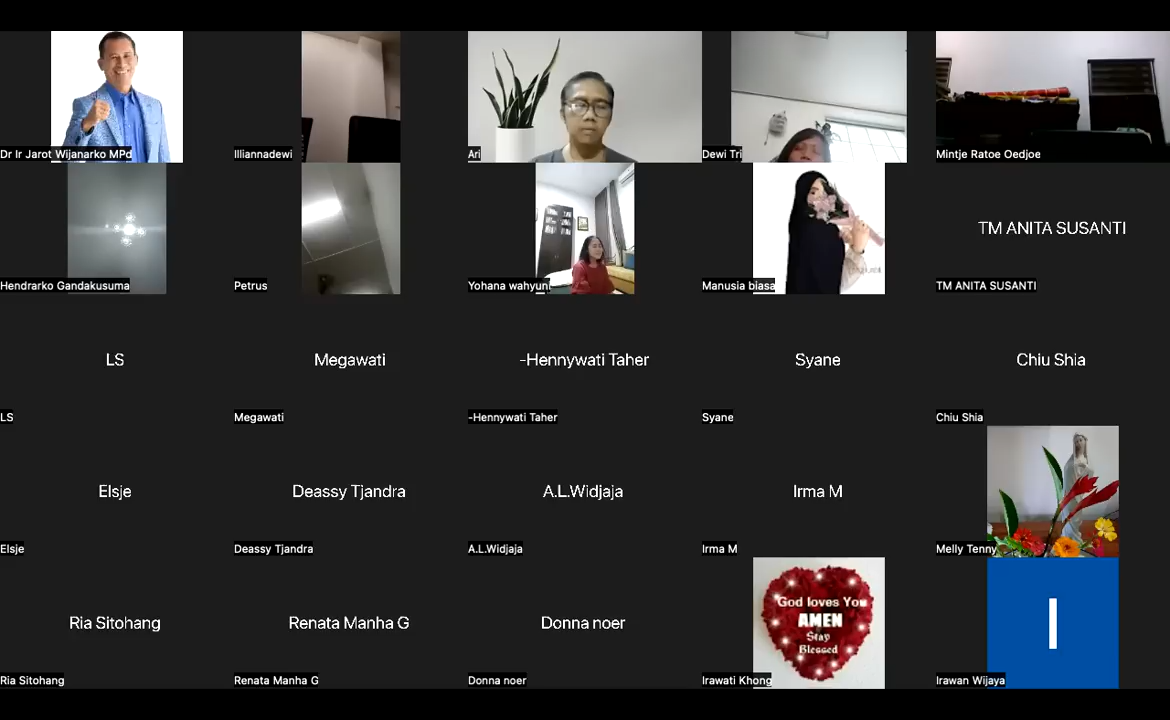 Dr Ir Jarot Wijanarko MPd
Illiannadewi
Ari
Dewi Tri
Mintje Ratoe Oedjoe
TM ANITA SUSANTI
Hendrarko Gandakusuma
Petrus
Yohana wahyuni
Manusia biasa
TM ANITA SUSANTI
LS
Megawati
-Hennywati Taher
Syane
Chiu Shia
LS
Megawati
-Hennywati Taher
Syane
Chiu Shia
Elsje
Deassy Tjandra
A.L.Widjaja
Irma M
Elsje
Deassy Tjandra
A.L.Widjaja
Irma M
Melly Tenny
God loves You
AMEN
Stay
Blessed
Ria Sitohang
Renata Manha G
Donna noer
I
Ria Sitohang
Renata Manha G
Donna noer
Irawati Khong
Irawan Wijaya